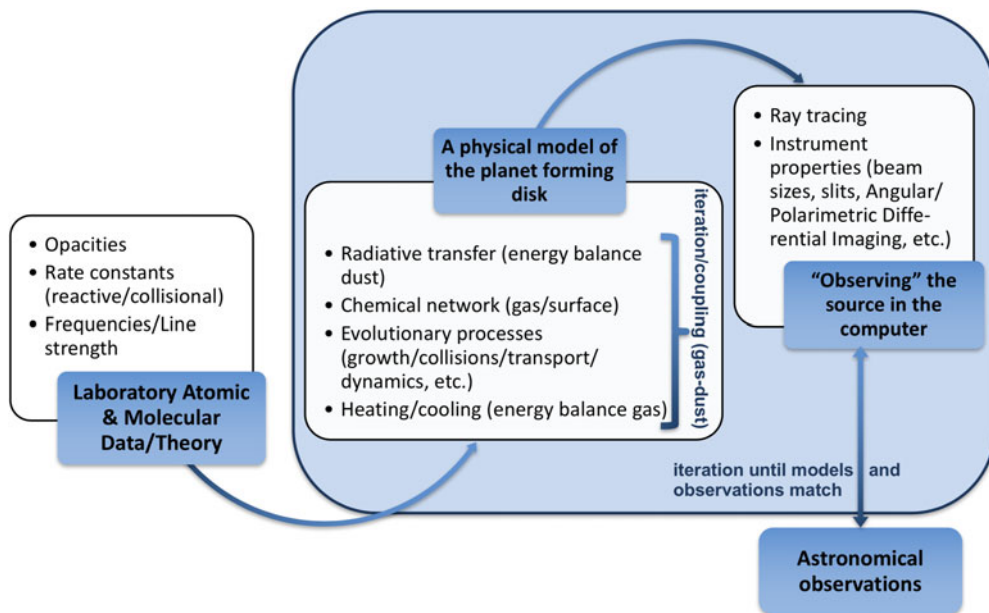 • Opacities
• Rate constants
(reactive/collisional)
• Frequencies/Line
strength
Laboratory Atomic
& Molecular
Data/Theory
A physical model of
the planet forming
disk
• Radiative transfer (energy balance
dust)
• Chemical network (gas/surface)
• Evolutionary processes
(growth/collisions/transport/
dynamics, etc.)
• Heating/cooling (energy balance gas)
iteration/coupling (gas-dust)
• Ray tracing
• Instrument
properties (beam
sizes, slits, Angular/
Polarimetric Diffe-
rential Imaging, etc.)
“Observing” the
source in the
computer
iteration until models and
observations match
Astronomical
observations